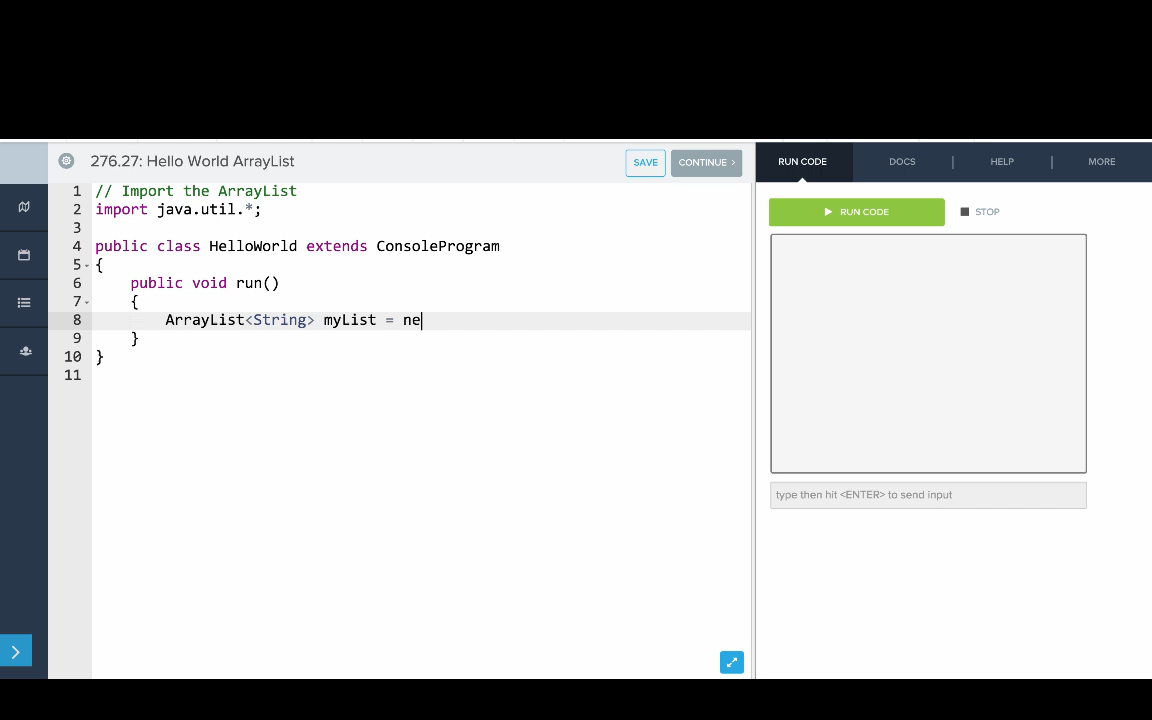 276.27: Hello World ArrayList
SAVE
CONTINUE >
RUN CODE
DOCS
HELP
MORE
1 // Import the ArrayList
2 import java.util.*;
3
4 public class HelloWorld extends ConsoleProgram
5 {
6 public void run()
7 {
8 ArrayList<String> myList = ne
9 }
10 }
11
RUN CODE
STOP
type then hit <ENTER> to send input